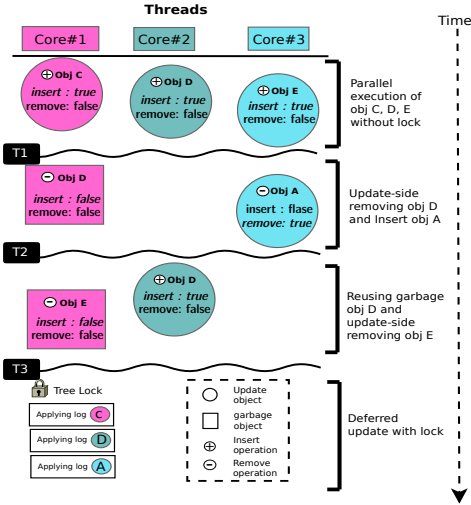 Threads
Time
Core#1
Core#2
Core#3
Obj C
insert : true
remove: false
Obj D
insert : true
remove: false
Obj E
insert : true
remove: false
Parallel
execution of
obj C, D, E
without lock
T1
Obj D
insert : false
remove: false
Obj A
insert : flase
remove: true
Update-side
removing obj D
and Insert obj A
T2
Obj E
insert : false
remove: false
Obj D
insert : true
remove: false
Reusing garbage
obj D and
update-side
removing obj E
T3
Tree Lock
Applying log C
Applying log D
Applying log A
Update
object
garbage
object
Insert
operation
Remove
operation
Deferred
update with lock